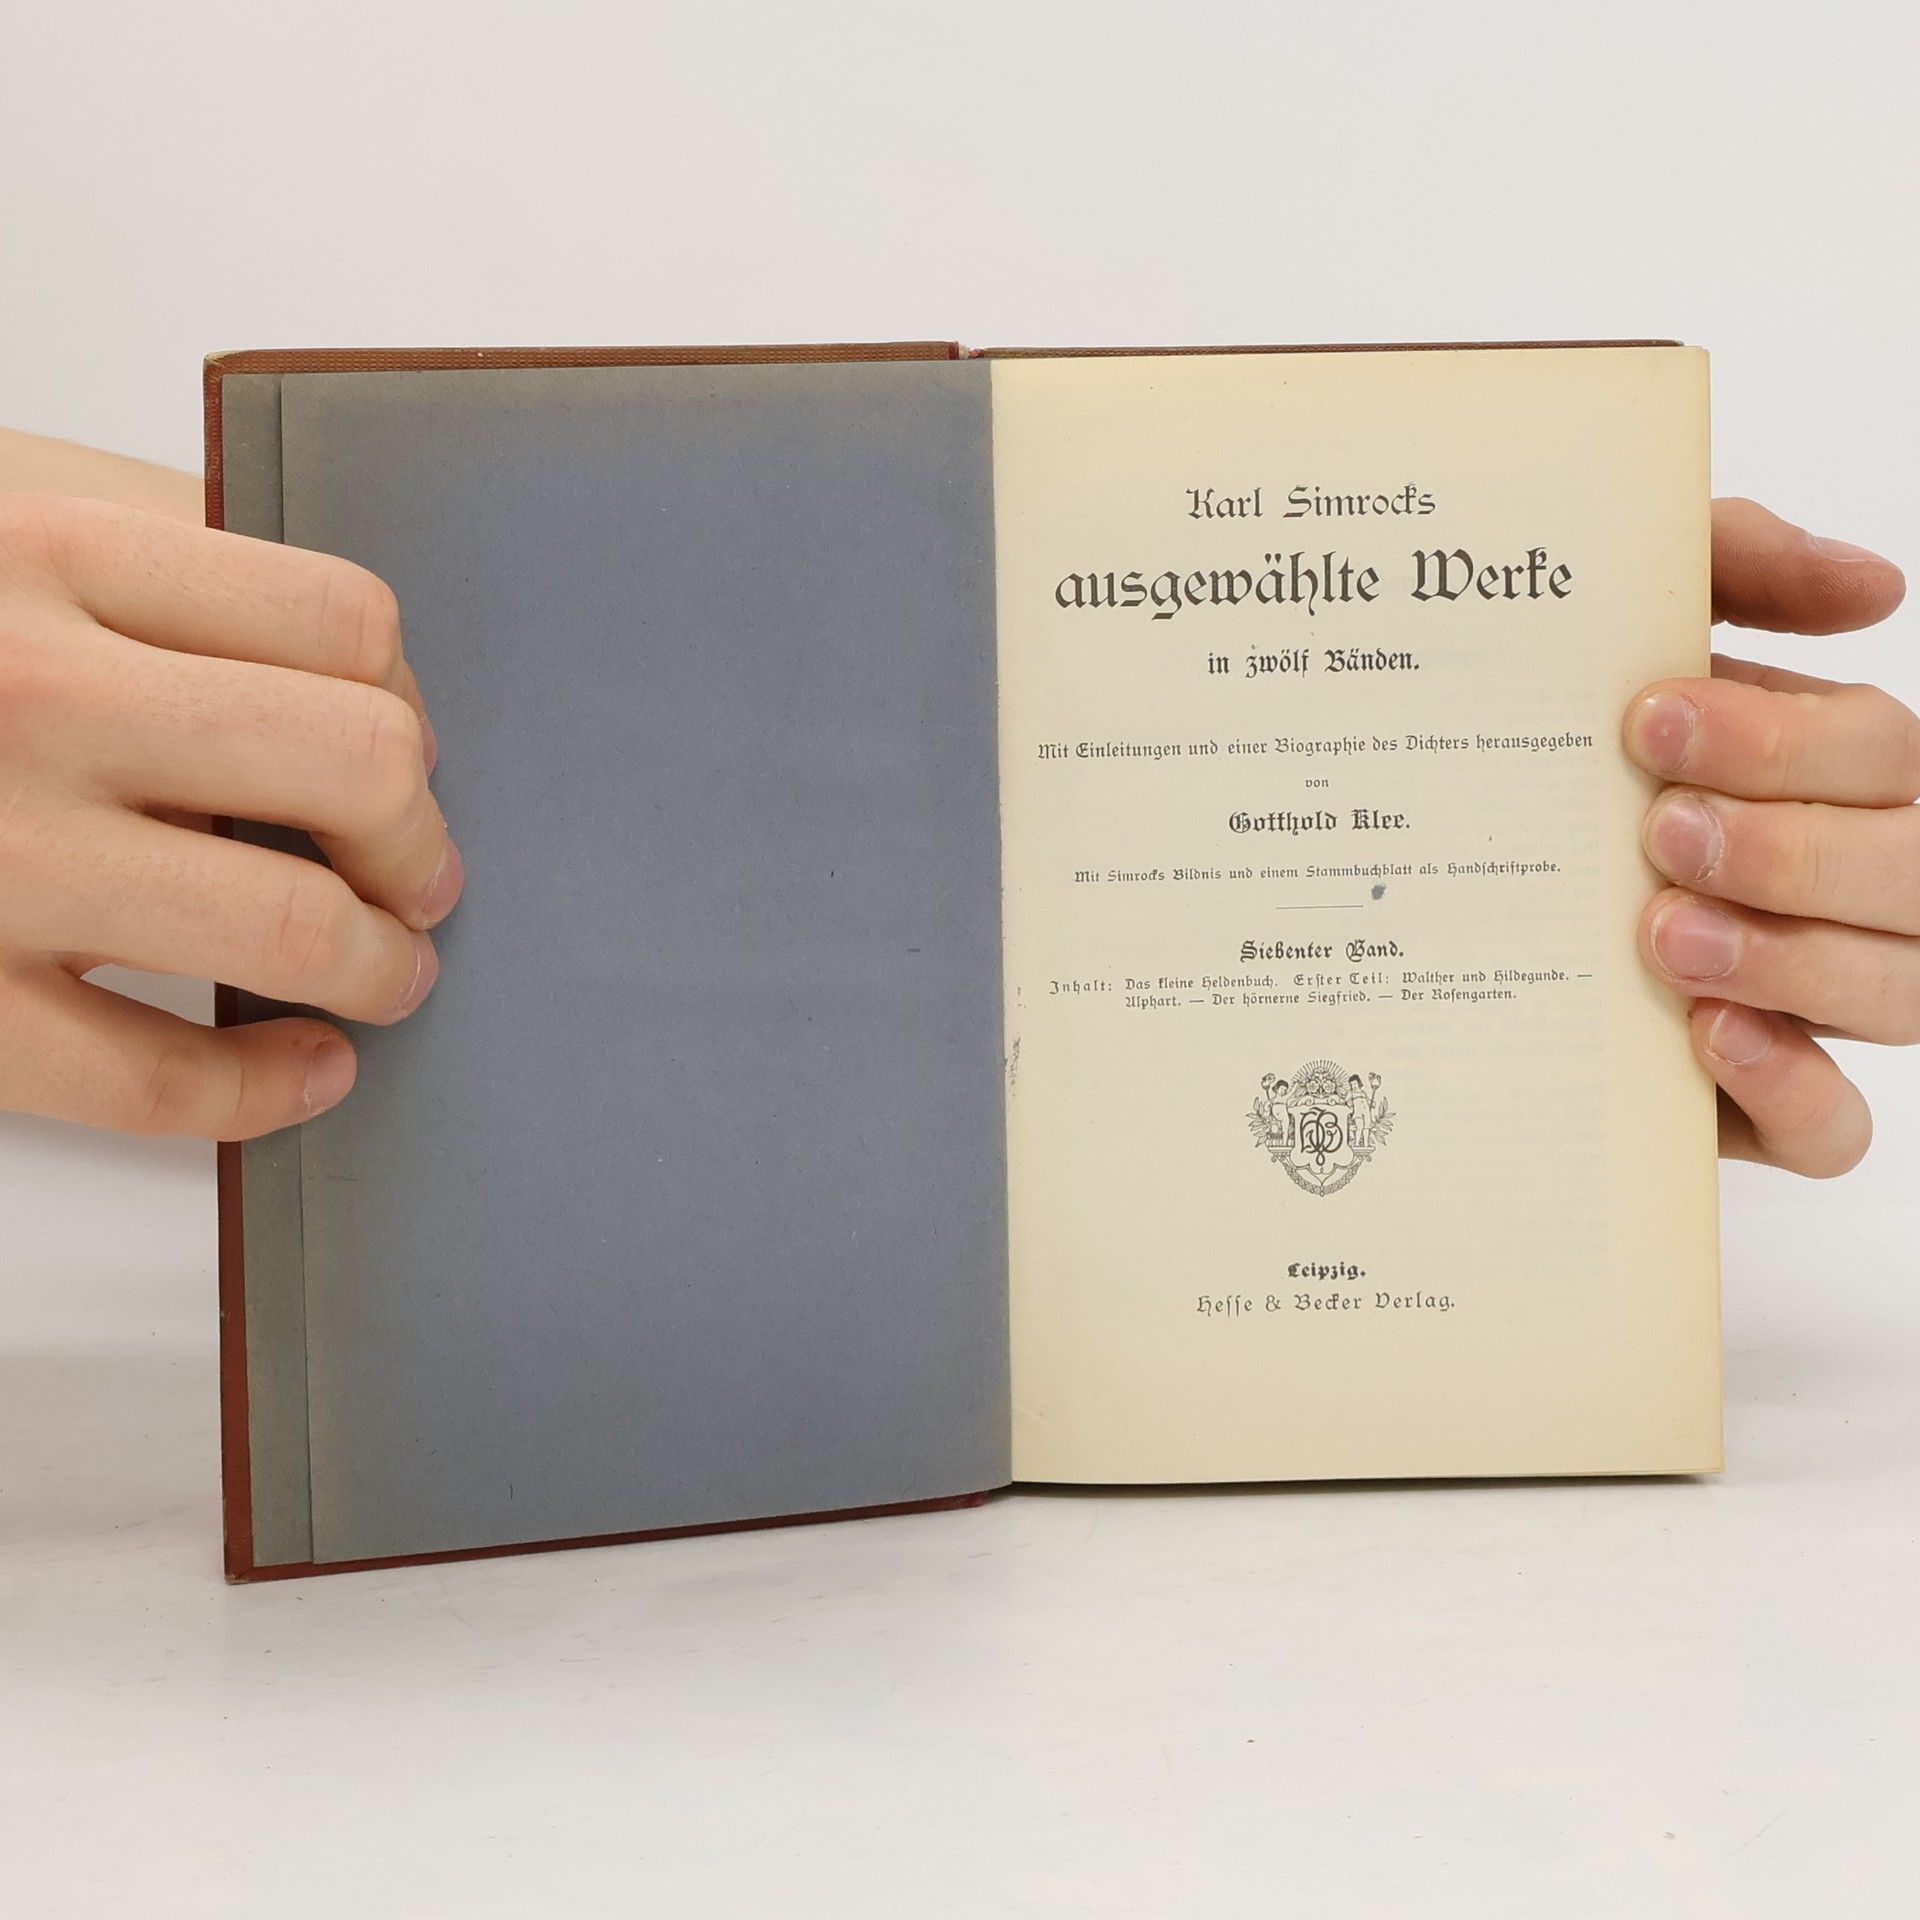 Karl Simrocks
ausgewählte Werke
in zwölf Bänden.
Mit Einleitungen und einer Biographie des Dichters herausgegeben
von
Gotthold Klee.
Mit Simrocks Bildnis und einem Stammbuchblatt als Handschriftprobe.
Siebenter Band.
Inhalt: Das kleine Heldenbuch. Erster Teil: Walther und Hildegunde. —
Alphart. — Der hörnerne Siegfried. — Der Rosengarten.
Leipzig.
Hesse & Becker Verlag.